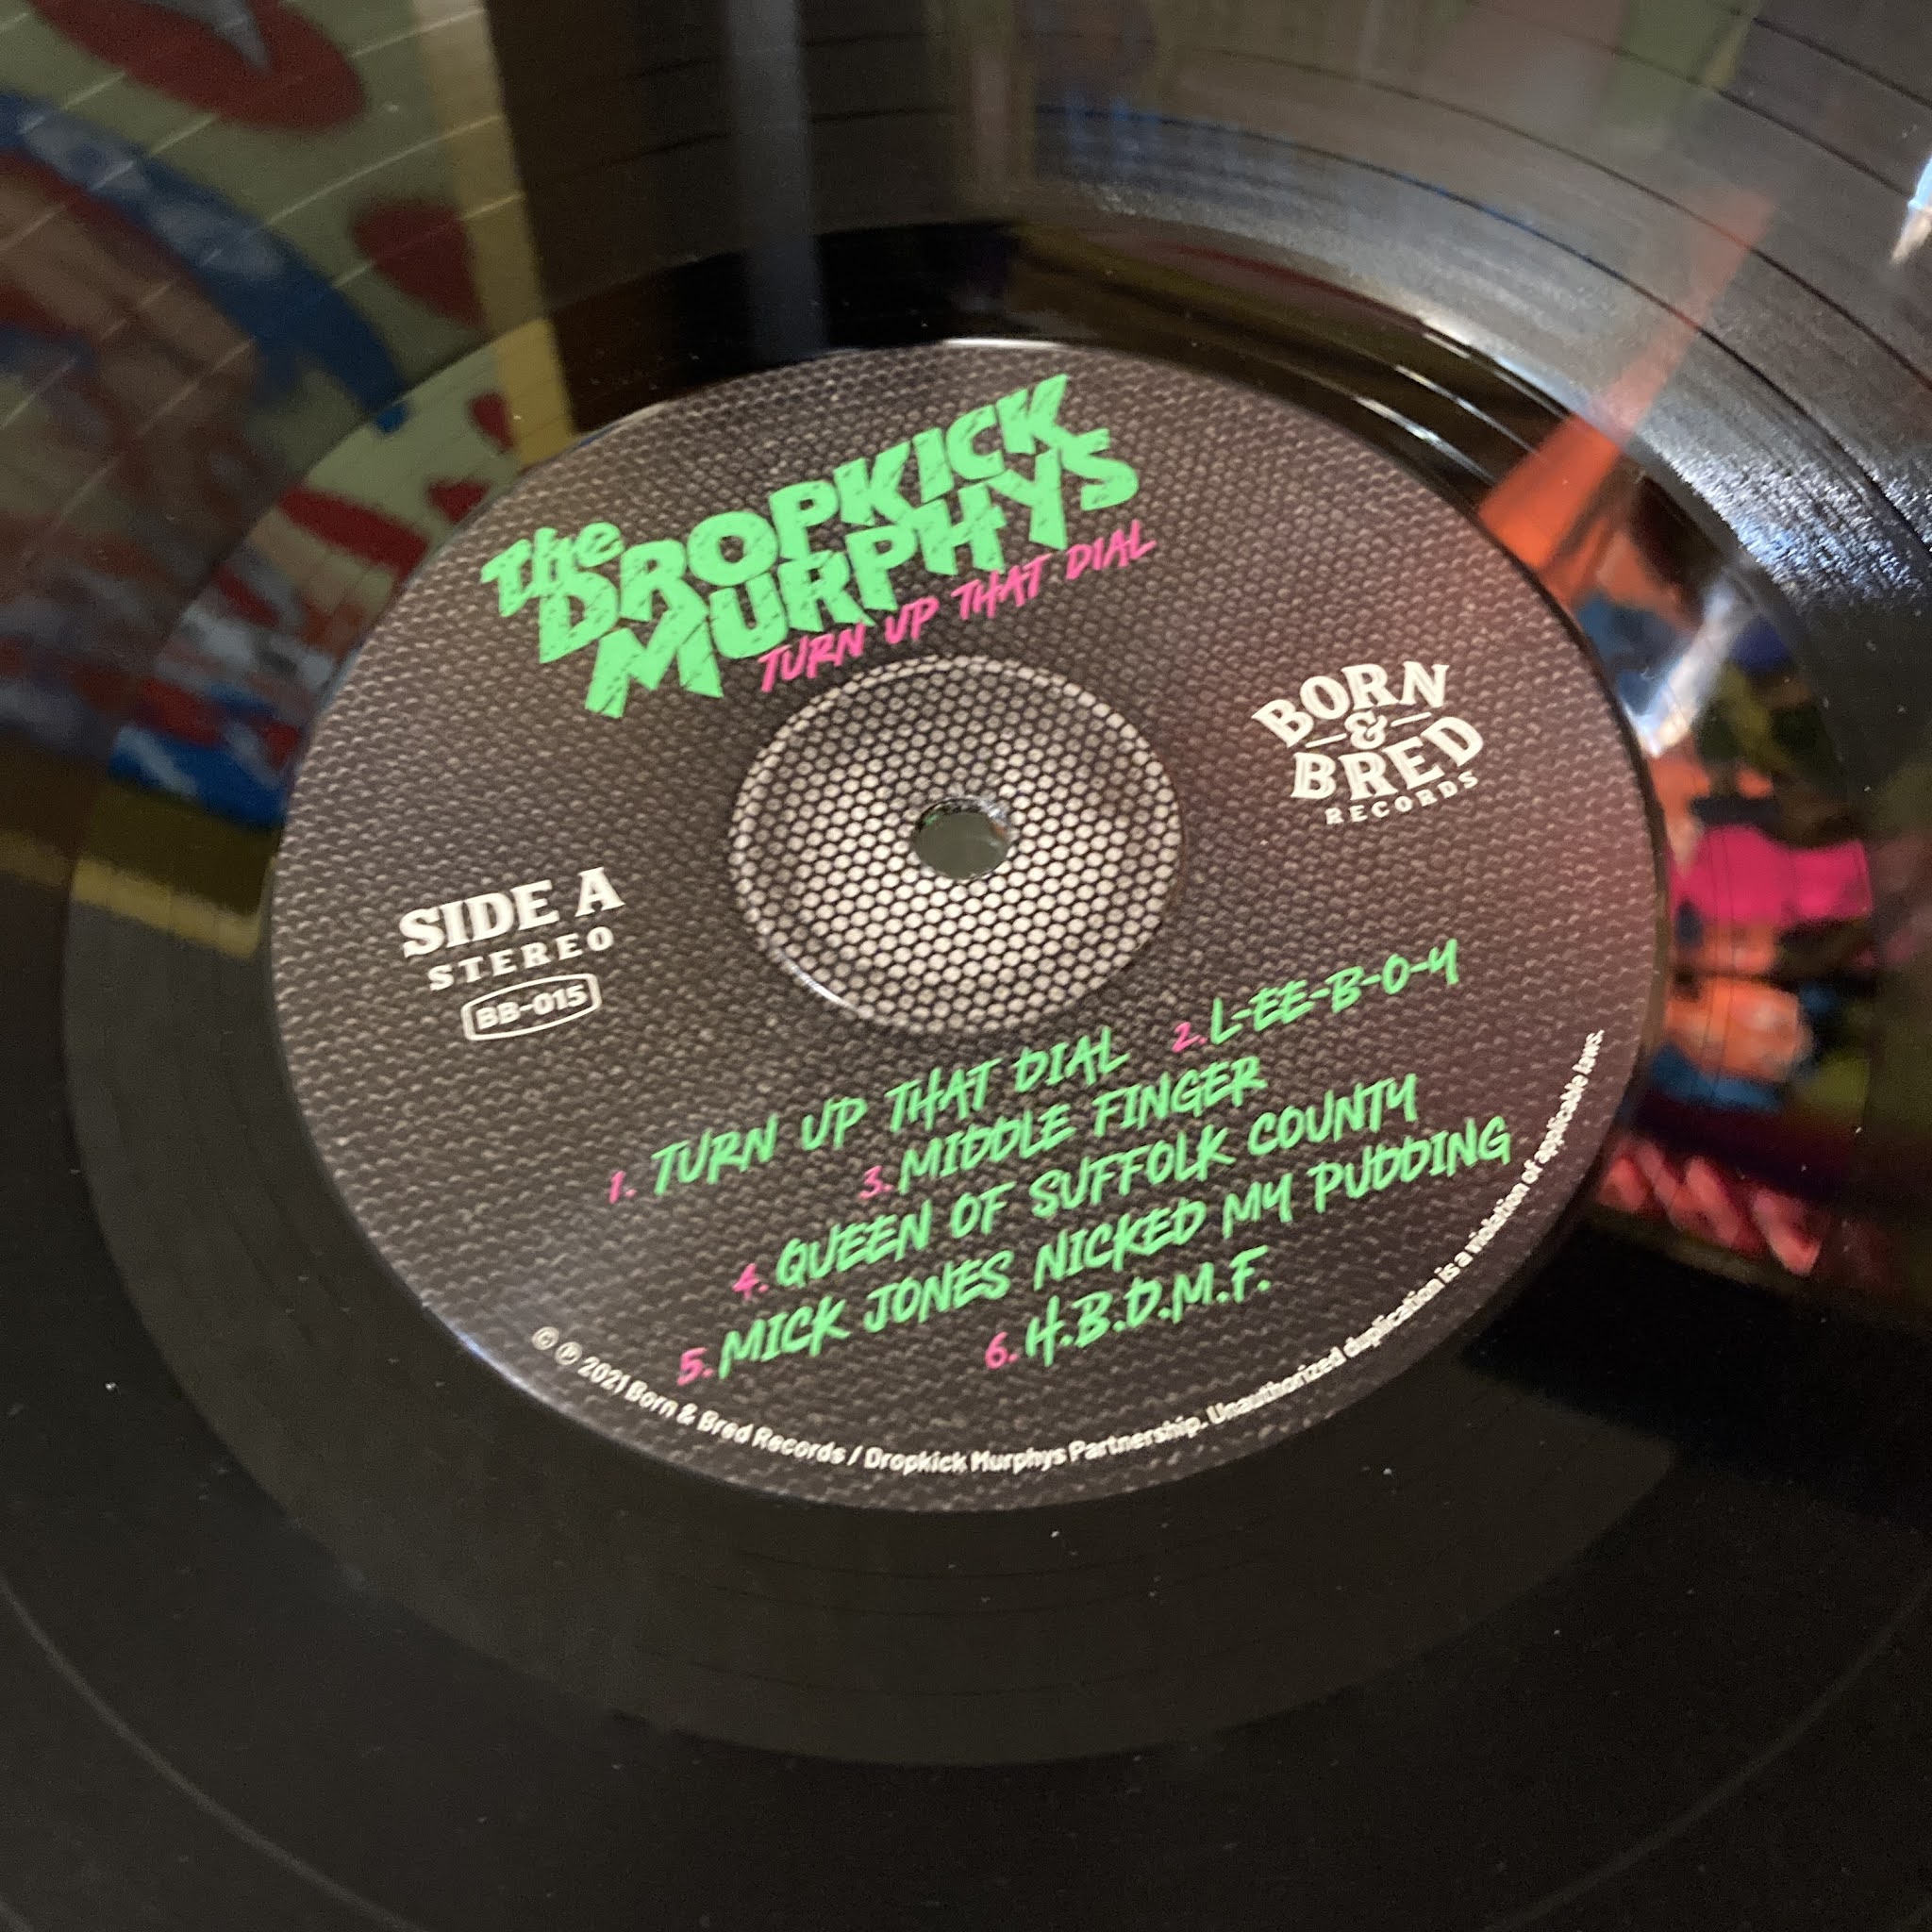 The
DROPKICK
MURPHYS
TURN UP THAT DIAL
BORN
&
BRED
RECORDS
SIDE A
STEREO
BB-015
1. TURN UP THAT DIAL 2. L-EE-B-O-Y
3. MIDDLE FINGER
4. QUEEN OF SUFFOLK COUNTY
5. MICK JONES NICKED MY PUDDING
6. H.B.D.M.F.
© ℗ 2021 Born & Bred Records / Dropkick Murphys Partnership. Unauthorized duplication is a violation of applicable laws.